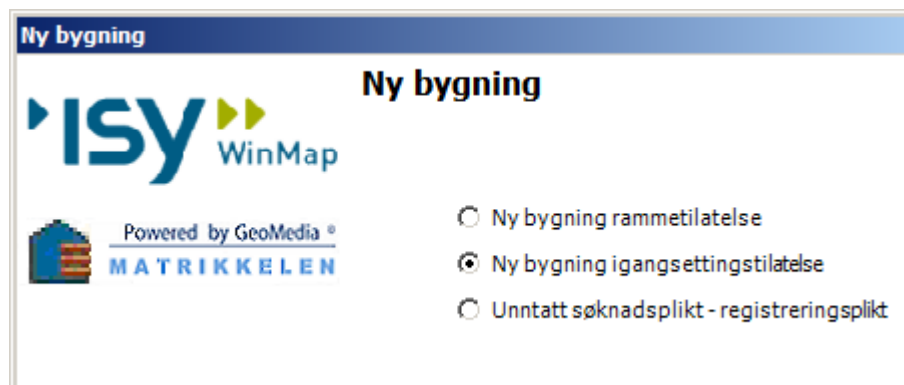 Ny bygning
Ny bygning
ISY
WinMap
Powered by GeoMedia ®
MATRIKKELEN
Ny bygning rammetilatelse
Ny bygning igangsettingstilatelse
Unntatt søknadsplikt - registreringsplikt